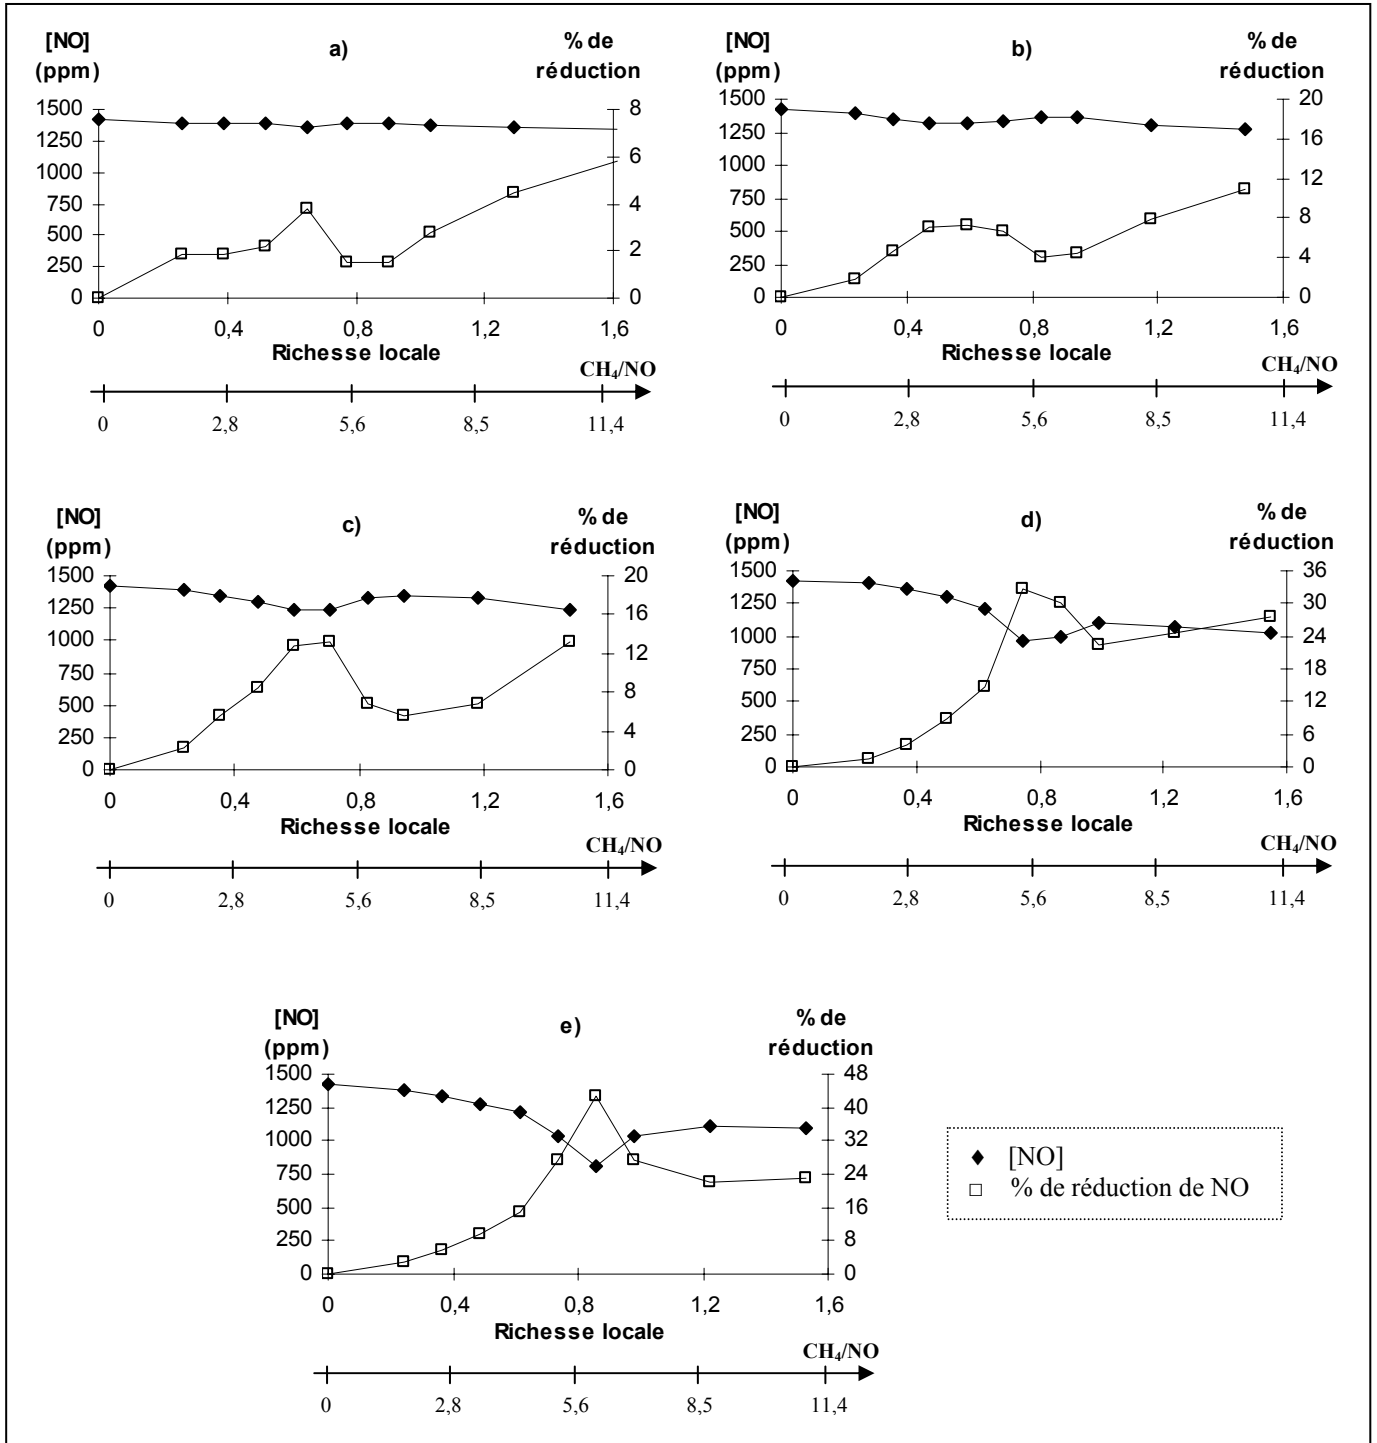 [NO]
(ppm)
a)
% de
réduction
1500
1250
1000
750
500
250
0
8
6
4
2
0
0 0,4 0,8 1,2 1,6
Richesse locale
CH₄/NO
0 2,8 5,6 8,5 11,4
[NO]
(ppm)
b)
% de
réduction
1500
1250
1000
750
500
250
0
20
16
12
8
4
0
0 0,4 0,8 1,2 1,6
Richesse locale
CH₄/NO
0 2,8 5,6 8,5 11,4
[NO]
(ppm)
c)
% de
réduction
1500
1250
1000
750
500
250
0
20
16
12
8
4
0
0 0,4 0,8 1,2 1,6
Richesse locale
CH₄/NO
0 2,8 5,6 8,5 11,4
[NO]
(ppm)
d)
% de
réduction
1500
1250
1000
750
500
250
0
36
30
24
18
12
6
0
0 0,4 0,8 1,2 1,6
Richesse locale
CH₄/NO
0 2,8 5,6 8,5 11,4
[NO]
(ppm)
e)
% de
réduction
1500
1250
1000
750
500
250
0
48
40
32
24
16
8
0
0 0,4 0,8 1,2 1,6
Richesse locale
CH₄/NO
0 2,8 5,6 8,5 11,4
[NO]
% de réduction de NO